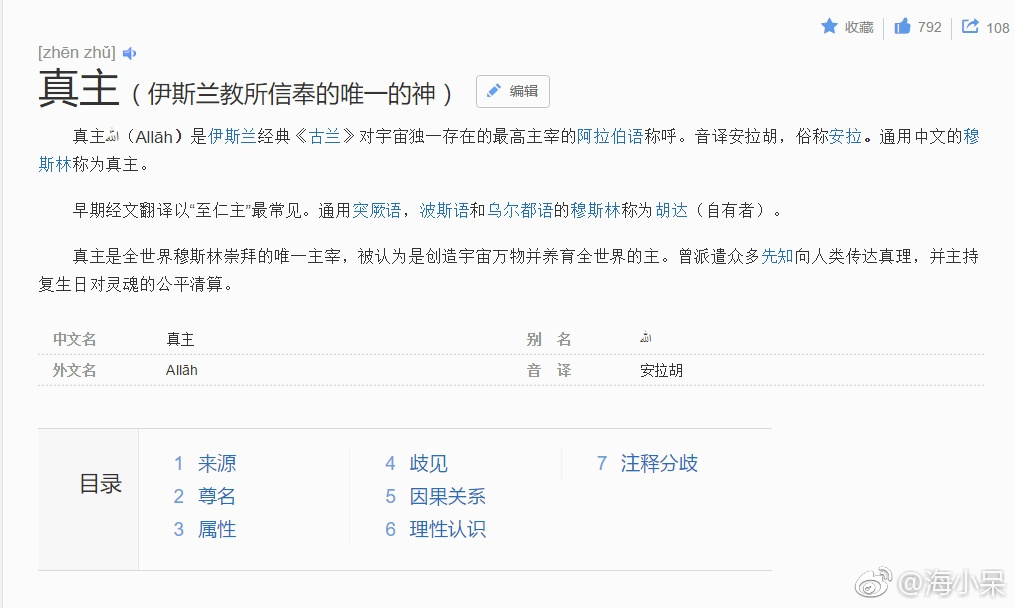 收藏 792 108
[zhēn zhǔ]
真主（伊斯兰教所信奉的唯一的神） 编辑
真主ﷲ（Allāh）是伊斯兰经典《古兰》对宇宙独一存在的最高主宰的阿拉伯语称呼。音译安拉胡，俗称安拉。通用中文的穆
斯林称为真主。
早期经文翻译以“至仁主”最常见。通用突厥语，波斯语和乌尔都语的穆斯林称为胡达（自有者）。
真主是全世界穆斯林崇拜的唯一主宰，被认为是创造宇宙万物并养育全世界的主。曾派遣众多先知向人类传达真理，并主持
复生日对灵魂的公平清算。
中文名 真主 别 名 ﷲ
外文名 Allāh 音 译 安拉胡
目录
1 来源
2 尊名
3 属性
4 歧见
5 因果关系
6 理性认识
7 注释分歧
@海小呆